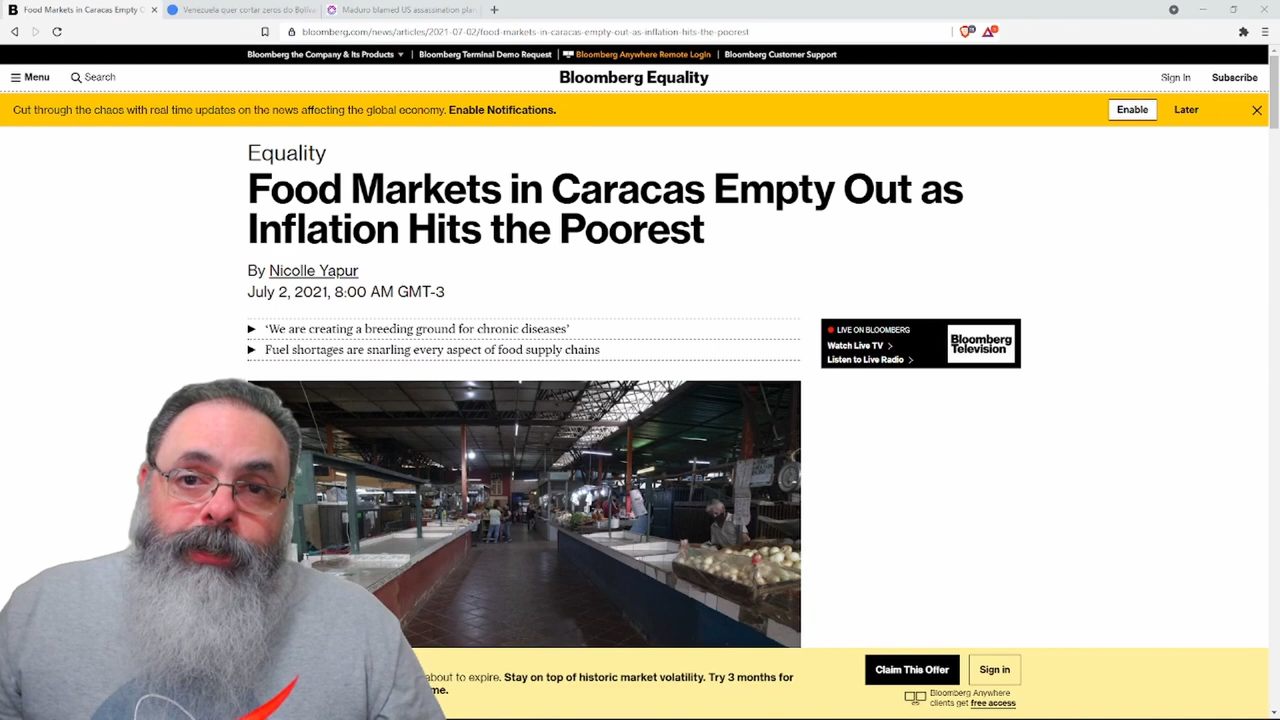 Food Markets in Caracas Empty O
Venezuela quer cortar zeros do Bolíva
Maduro blamed US assassination plan
bloomberg.com/news/articles/2021-07-02/food-markets-in-caracas-empty-out-as-inflation-hits-the-poorest
Bloomberg the Company & Its Products
Bloomberg Terminal Demo Request
Bloomberg Anywhere Remote Login
Bloomberg Customer Support
Menu
Search
Bloomberg Equality
Sign In
Subscribe
Cut through the chaos with real time updates on the news affecting the global economy. Enable Notifications.
Enable
Later
Equality
Food Markets in Caracas Empty Out as
Inflation Hits the Poorest
By Nicolle Yapur
July 2, 2021, 8:00 AM GMT-3
‘We are creating a breeding ground for chronic diseases’
Fuel shortages are snarling every aspect of food supply chains
LIVE ON BLOOMBERG
Watch Live TV
Listen to Live Radio
Bloomberg
Television
about to expire. Stay on top of historic market volatility. Try 3 months for
me.
Claim This Offer
Sign in
Bloomberg Anywhere
clients get free access